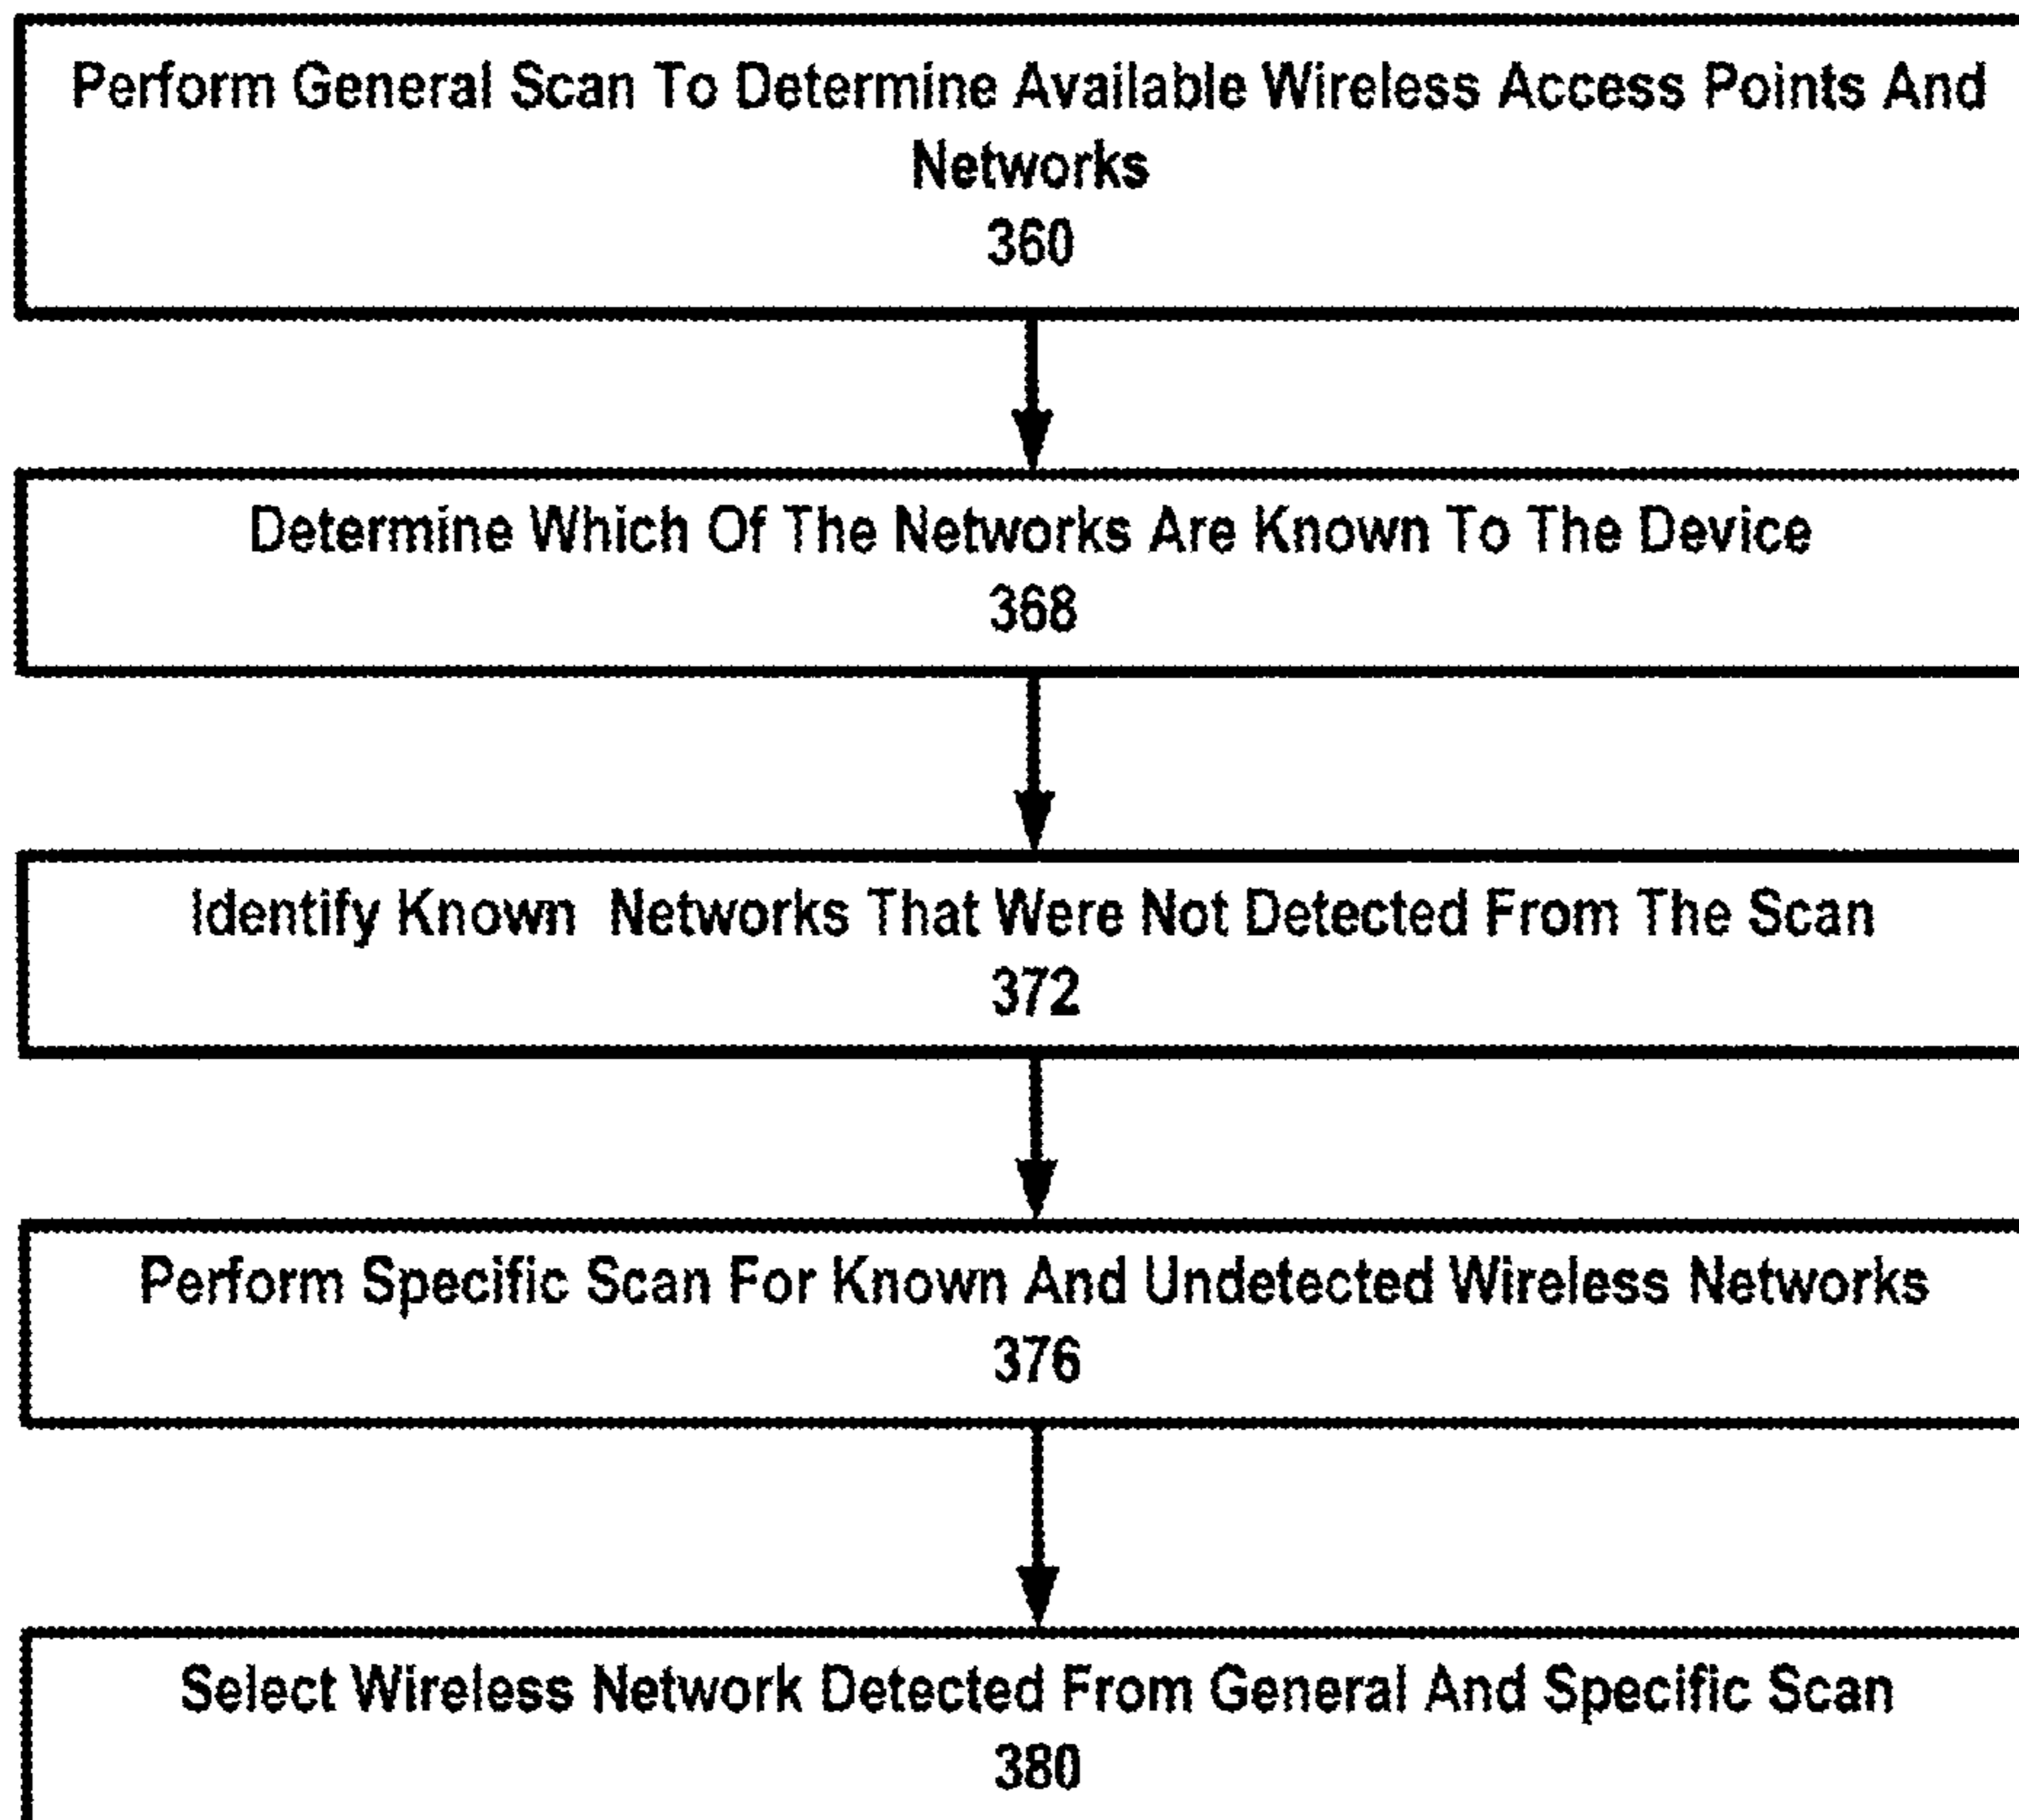 Perform General Scan To Determine Available Wireless Access Points And
Networks
360
Determine Which Of The Networks Are Known To The Device
368
Identify Known Networks That Were Not Detected From The Scan
372
Perform Specific Scan For Known And Undetected Wireless Networks
376
Select Wireless Network Detected From General And Specific Scan
380